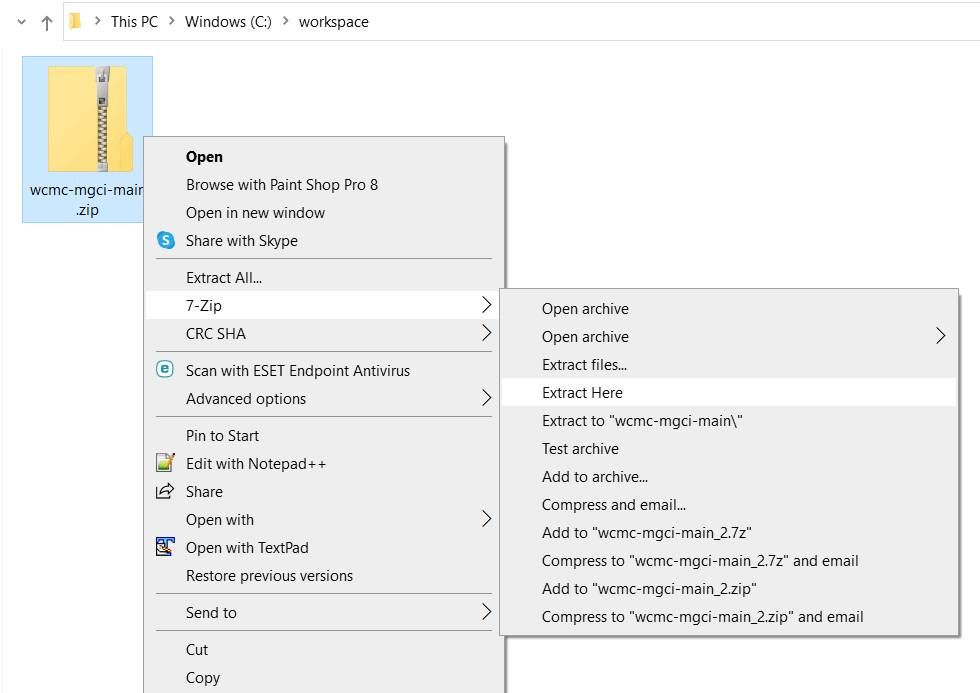 This PC > Windows (C:) > workspace
wcmc-mgci-main
.zip
Open
Browse with Paint Shop Pro 8
Open in new window
Share with Skype
Extract All...
7-Zip
CRC SHA
Scan with ESET Endpoint Antivirus
Advanced options
Pin to Start
Edit with Notepad++
Share
Open with
Open with TextPad
Restore previous versions
Send to
Cut
Copy
Open archive
Open archive
Extract files...
Extract Here
Extract to "wcmc-mgci-main\"
Test archive
Add to archive...
Compress and email...
Add to "wcmc-mgci-main_2.7z"
Compress to "wcmc-mgci-main_2.7z" and email
Add to "wcmc-mgci-main_2.zip"
Compress to "wcmc-mgci-main_2.zip" and email